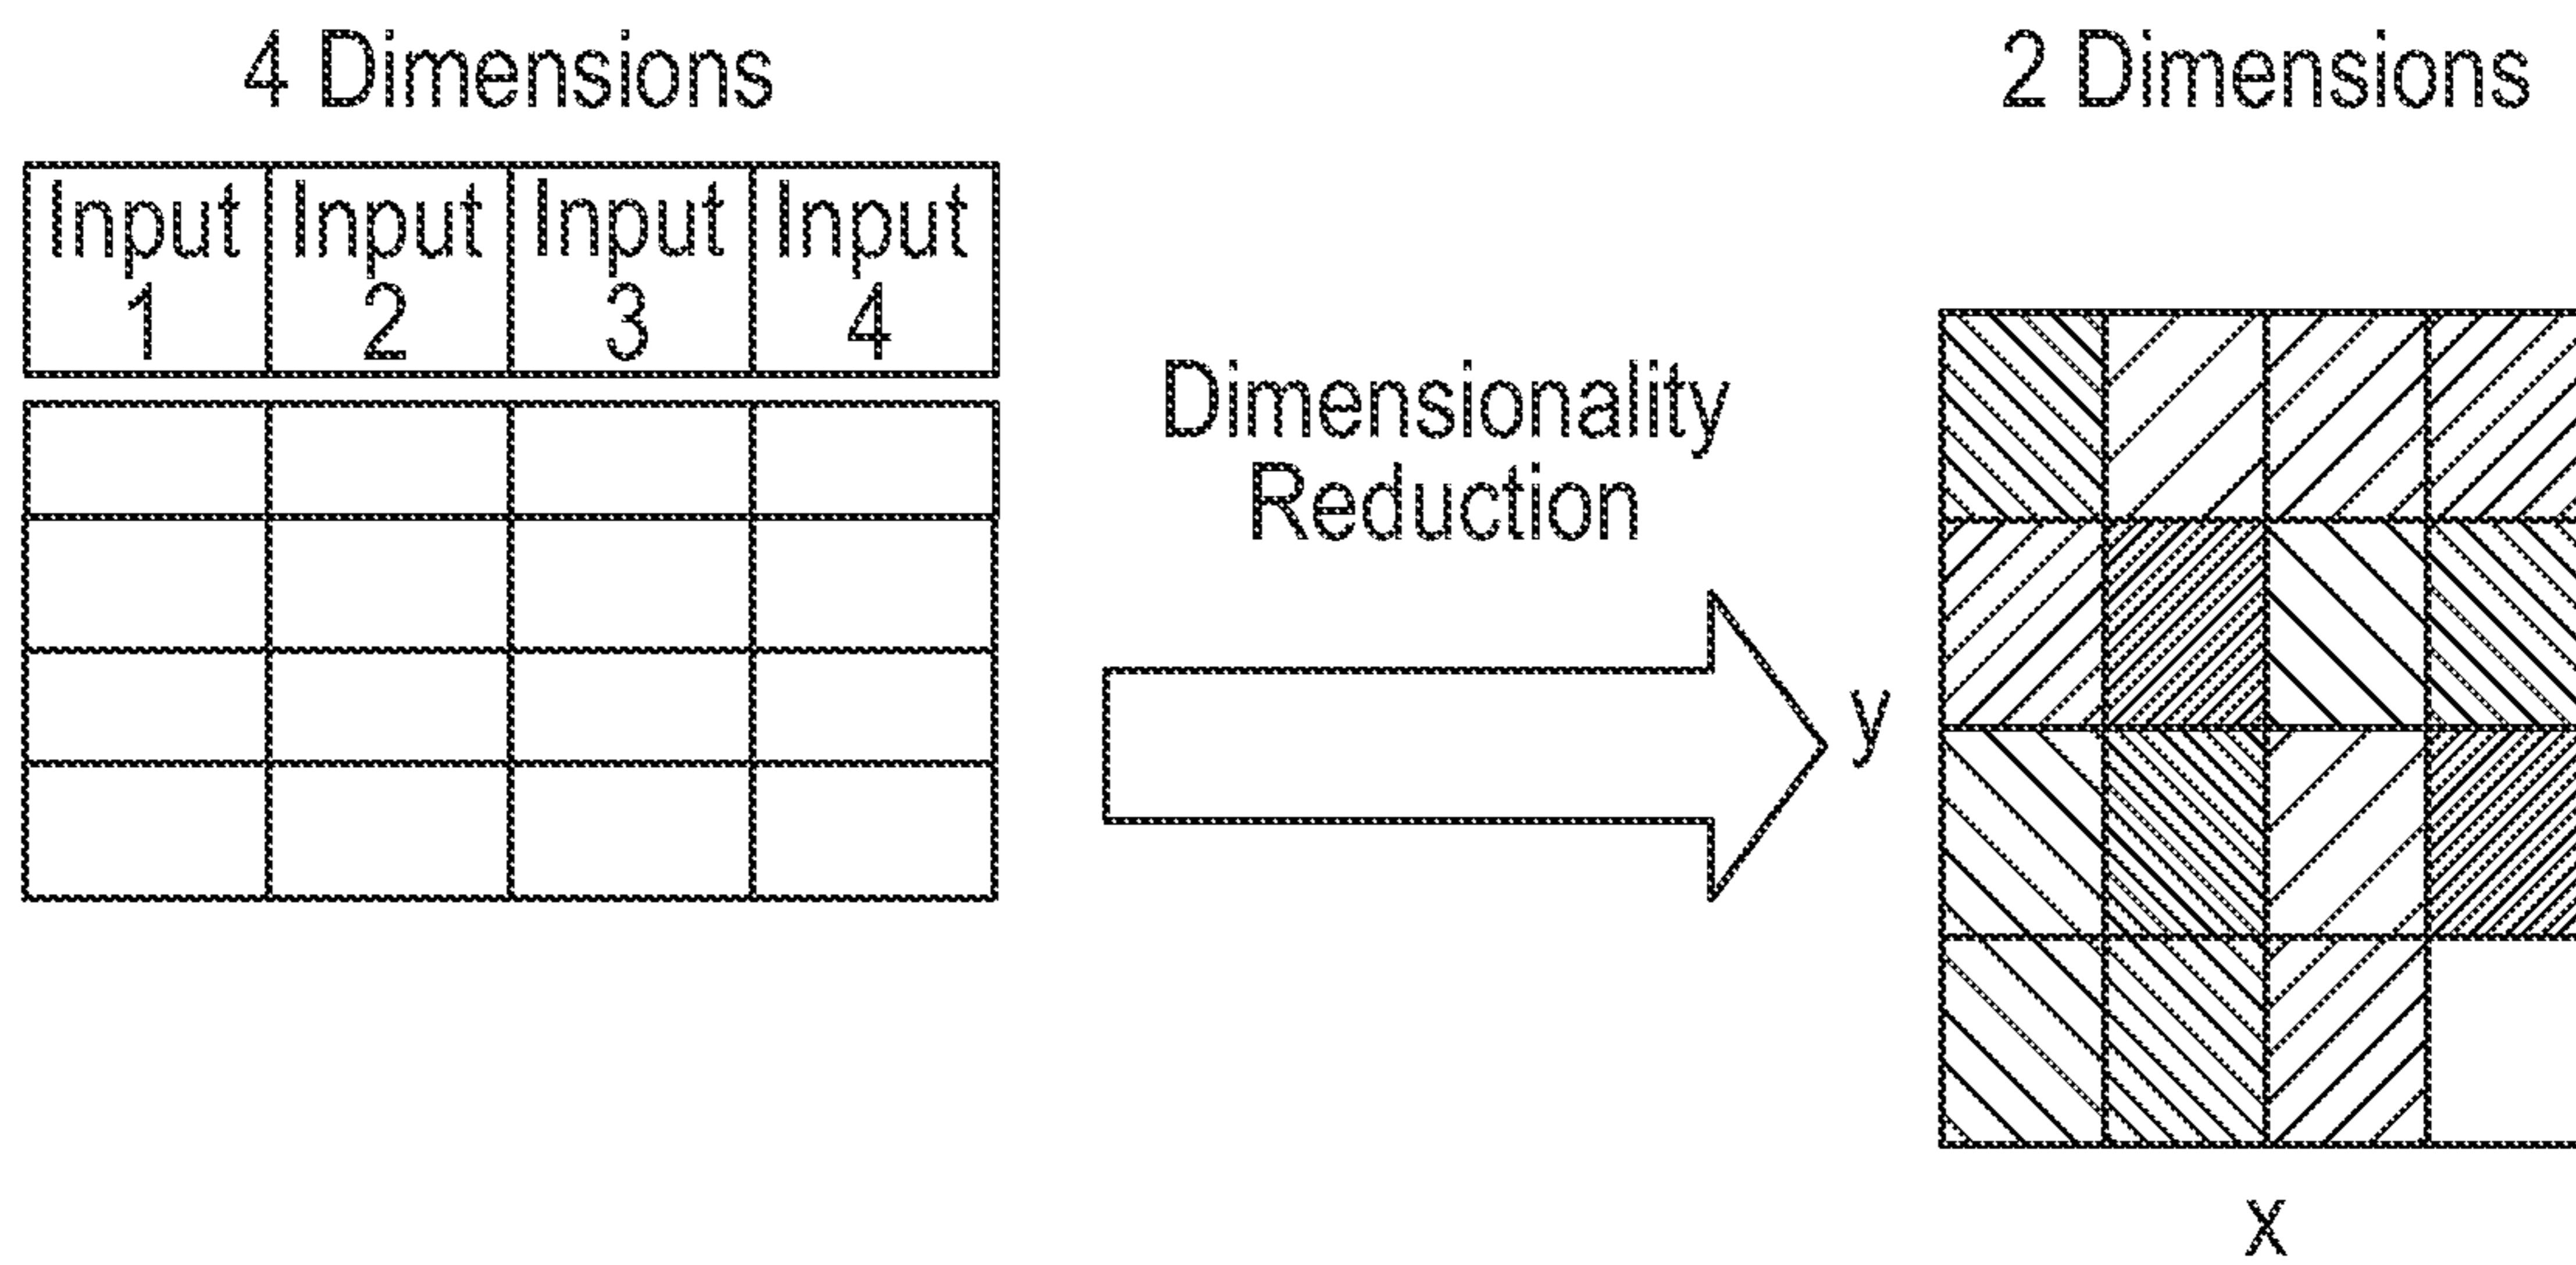 4 Dimensions
2 Dimensions
Input 1
Input 2
Input 3
Input 4
Dimensionality
Reduction
y
x